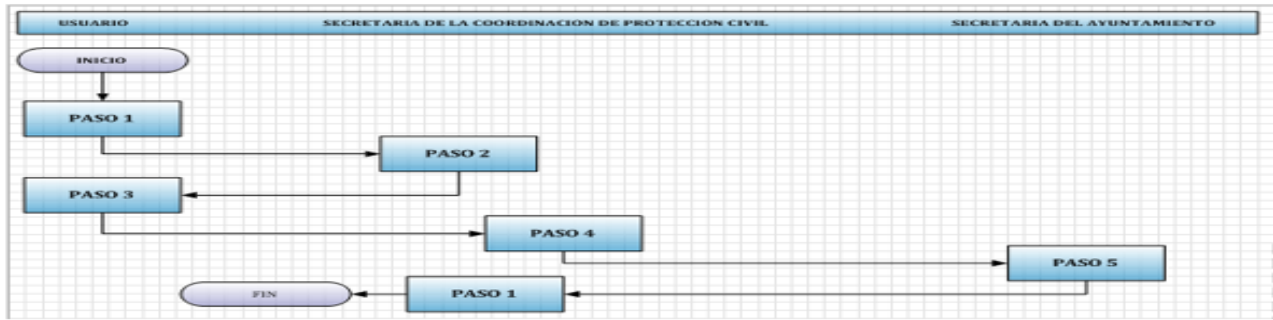 USUARIO SECRETARIA DE LA COORDINACION DE PROTECCION CIVIL SECRETARIA DEL AYUNTAMIENTO
INICIO
PASO 1
PASO 2
PASO 3
PASO 4
PASO 5
FIN PASO 1